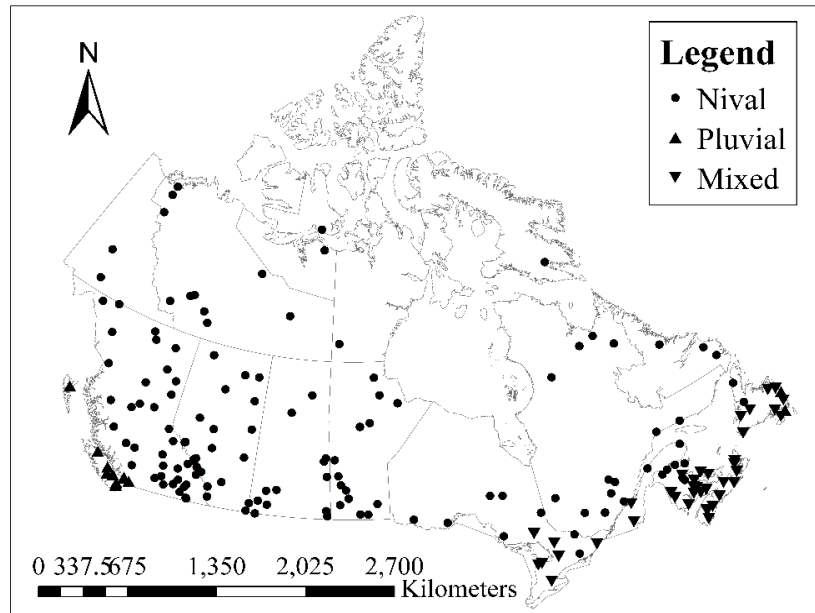 N
Legend
Nival
Pluvial
Mixed
0 337.5675 1,350 2,025 2,700
Kilometers